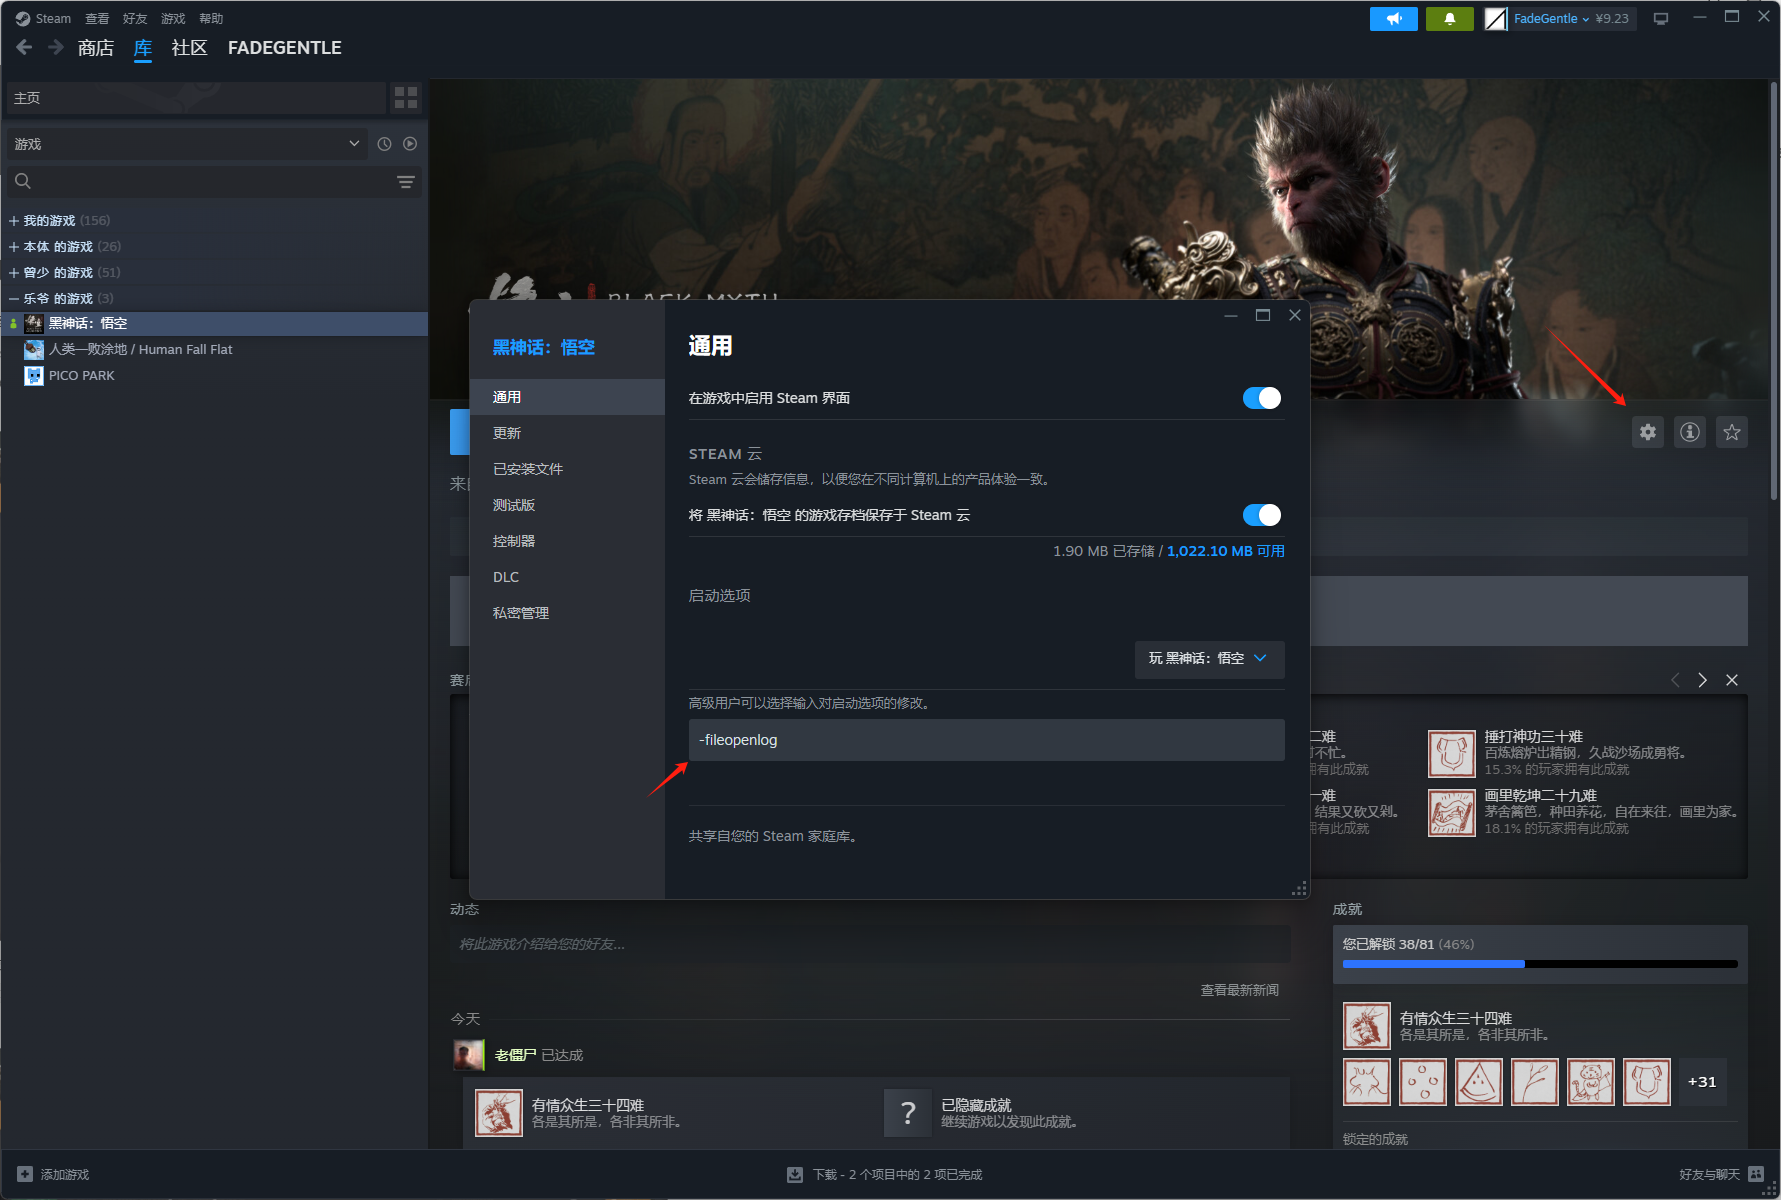 Steam 查看 好友 游戏 帮助
FadeGentle ¥9.23
商店 库 社区 FADEGENTLE
主页
游戏
我的游戏 (156)
本体 的游戏 (26)
曾少 的游戏 (51)
乐爷 的游戏 (3)
黑神话：悟空
人类一败涂地 / Human Fall Flat
PICO PARK
BLACK MYTH
黑神话：悟空
通用
更新
已安装文件
测试版
控制器
DLC
私密管理
通用
在游戏中启用 Steam 界面
STEAM 云
Steam 云会储存信息，以便您在不同计算机上的产品体验一致。
将 黑神话：悟空 的游戏存档保存于 Steam 云
1.90 MB 已存储 / 1,022.10 MB 可用
启动选项
玩 黑神话：悟空
高级用户可以选择输入对启动选项的修改。
-fileopenlog
共享自您的 Steam 家庭库。
二难
不忙。
有此成就
捶打神功三十难
百炼熔炉出精钢，久战沙场成勇将。
15.3% 的玩家拥有此成就
一难
结果又砍又剁。
有此成就
画里乾坤二十九难
茅舍篱笆，种田养花，自在来往，画里为家。
18.1% 的玩家拥有此成就
动态
将此游戏介绍给您的好友...
查看最新新闻
今天
老僵尸 已达成
有情众生三十四难
各是其所是，各非其所非。
?
已隐藏成就
继续游戏以发现此成就。
成就
您已解锁 38/81 (46%)
有情众生三十四难
各是其所是，各非其所非。
+31
锁定的成就
添加游戏
下载 - 2 个项目中的 2 项已完成
好友与聊天